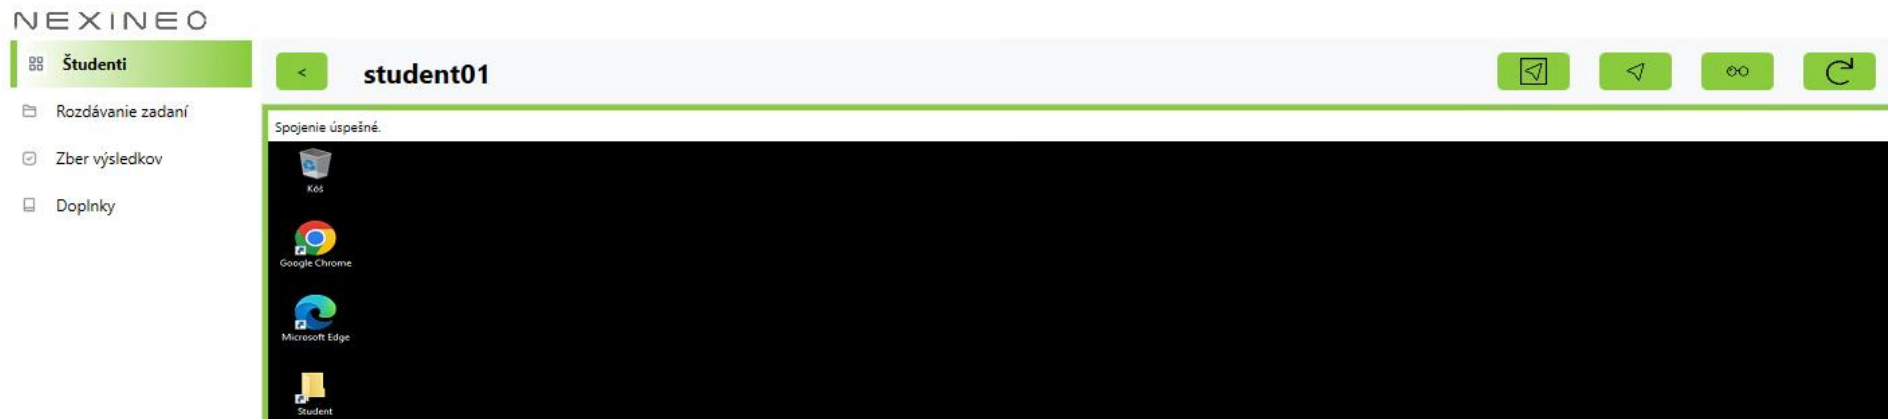 NEXINEO
Študenti
Rozdávanie zadaní
Zber výsledkov
Doplnky
<
student01
Spojenie úspešné.
Kôš
Google Chrome
Microsoft Edge
Student